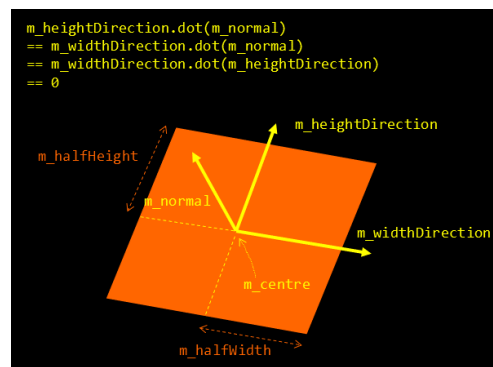 m_heightDirection.dot(m_normal)
== m_widthDirection.dot(m_normal)
== m_widthDirection.dot(m_heightDirection)
== 0
m_heightDirection
m_halfHeight
m_normal
m_widthDirection
m_centre
m_halfWidth